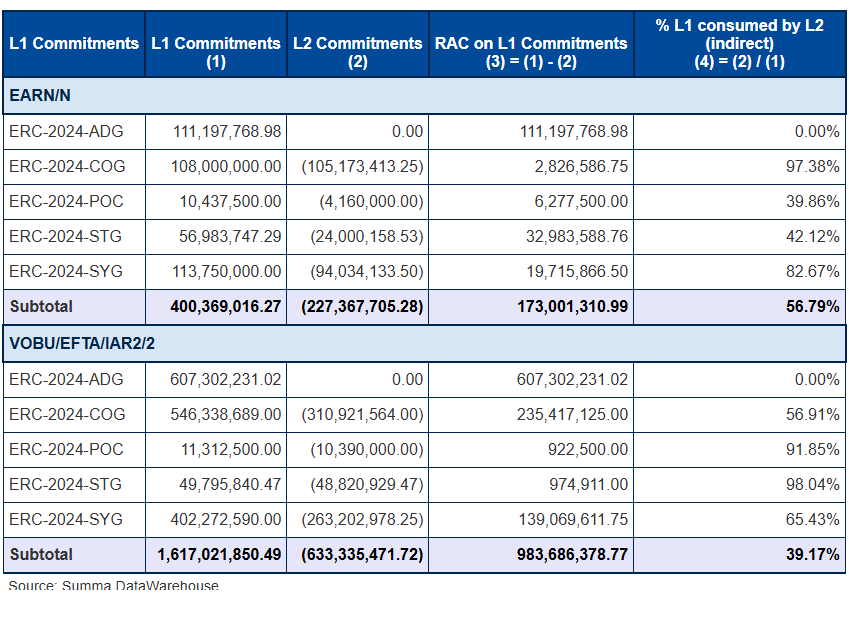 L1 Commitments L1 Commitments (1) L2 Commitments (2) RAC on L1 Commitments (3) = (1) - (2) % L1 consumed by L2 (indirect) (4) = (2) / (1)
EARN/N
ERC-2024-ADG 111,197,768.98 0.00 111,197,768.98 0.00%
ERC-2024-COG 108,000,000.00 (105,173,413.25) 2,826,586.75 97.38%
ERC-2024-POC 10,437,500.00 (4,160,000.00) 6,277,500.00 39.86%
ERC-2024-STG 56,983,747.29 (24,000,158.53) 32,983,588.76 42.12%
ERC-2024-SYG 113,750,000.00 (94,034,133.50) 19,715,866.50 82.67%
Subtotal 400,369,016.27 (227,367,705.28) 173,001,310.99 56.79%
VOBU/EFTA/IAR2/2
ERC-2024-ADG 607,302,231.02 0.00 607,302,231.02 0.00%
ERC-2024-COG 546,338,689.00 (310,921,564.00) 235,417,125.00 56.91%
ERC-2024-POC 11,312,500.00 (10,390,000.00) 922,500.00 91.85%
ERC-2024-STG 49,795,840.47 (48,820,929.47) 974,911.00 98.04%
ERC-2024-SYG 402,272,590.00 (263,202,978.25) 139,069,611.75 65.43%
Subtotal 1,617,021,850.49 (633,335,471.72) 983,686,378.77 39.17%
Source: Summa DataWarehouse